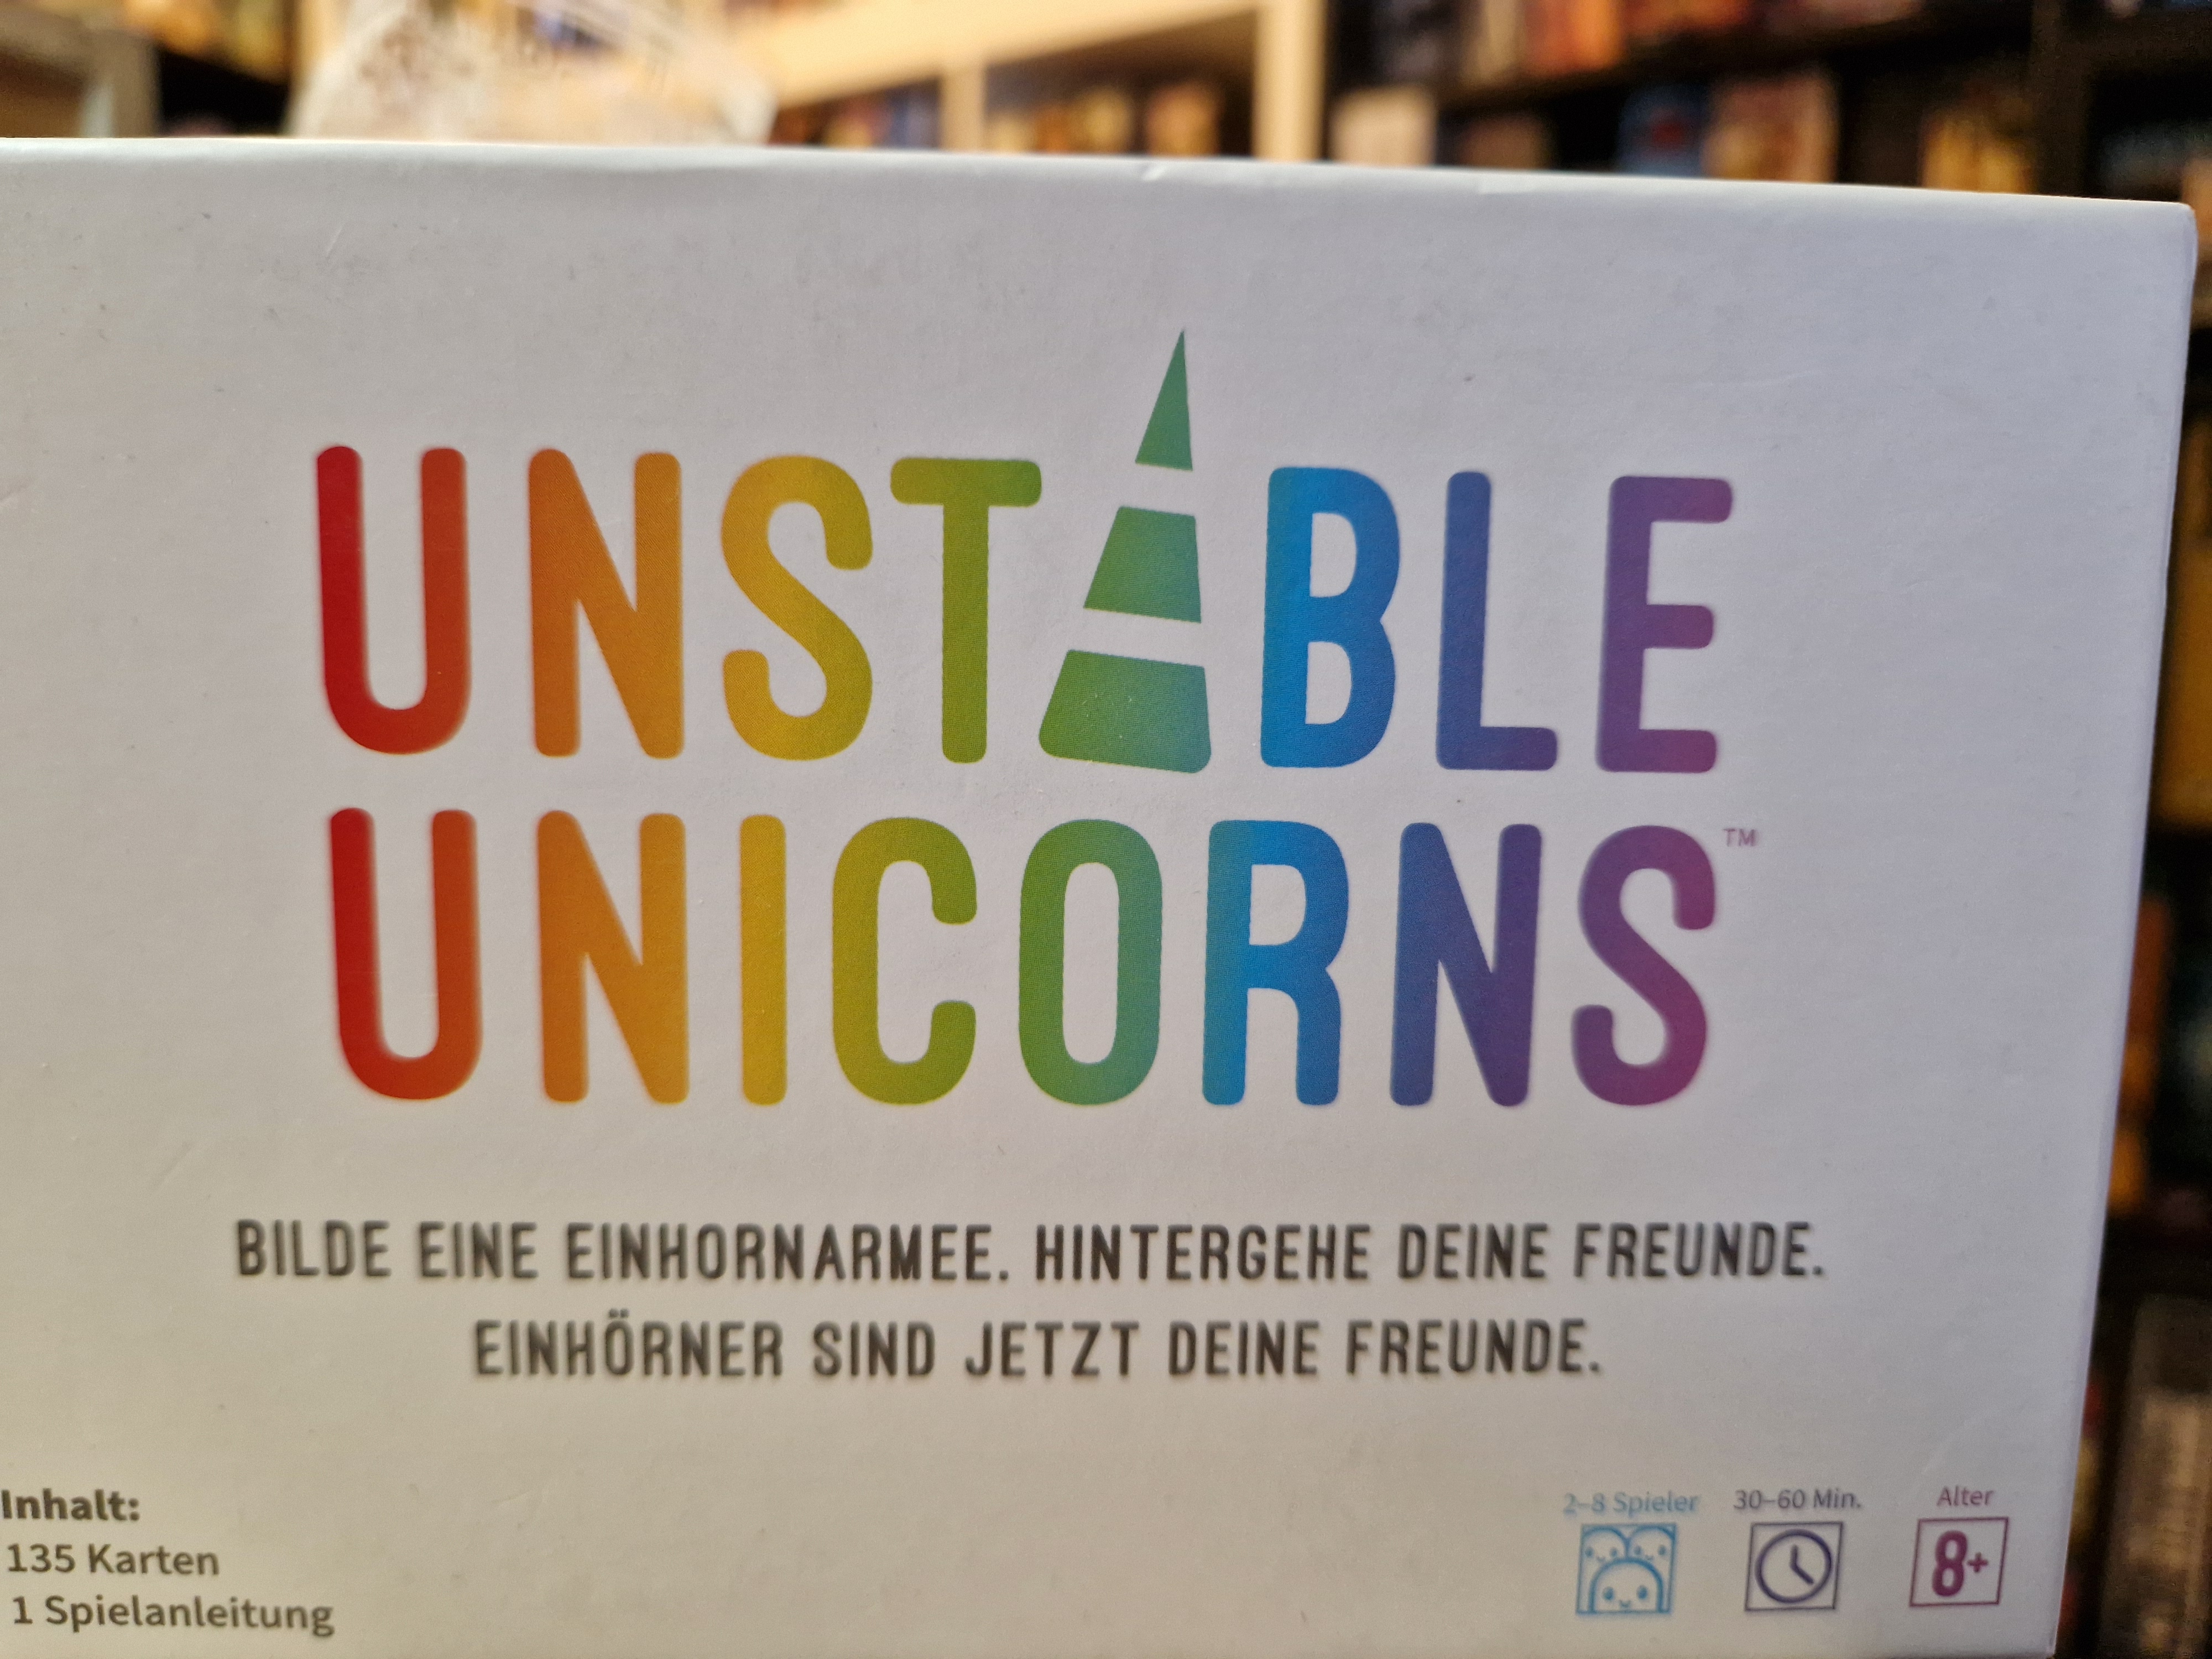 UNSTABLE
UNICORNS™
BILDE EINE EINHORNARMEE. HINTERGEHE DEINE FREUNDE.
EINHÖRNER SIND JETZT DEINE FREUNDE.
Inhalt:
135 Karten
1 Spielanleitung
2–8 Spieler
30–60 Min.
Alter
8+